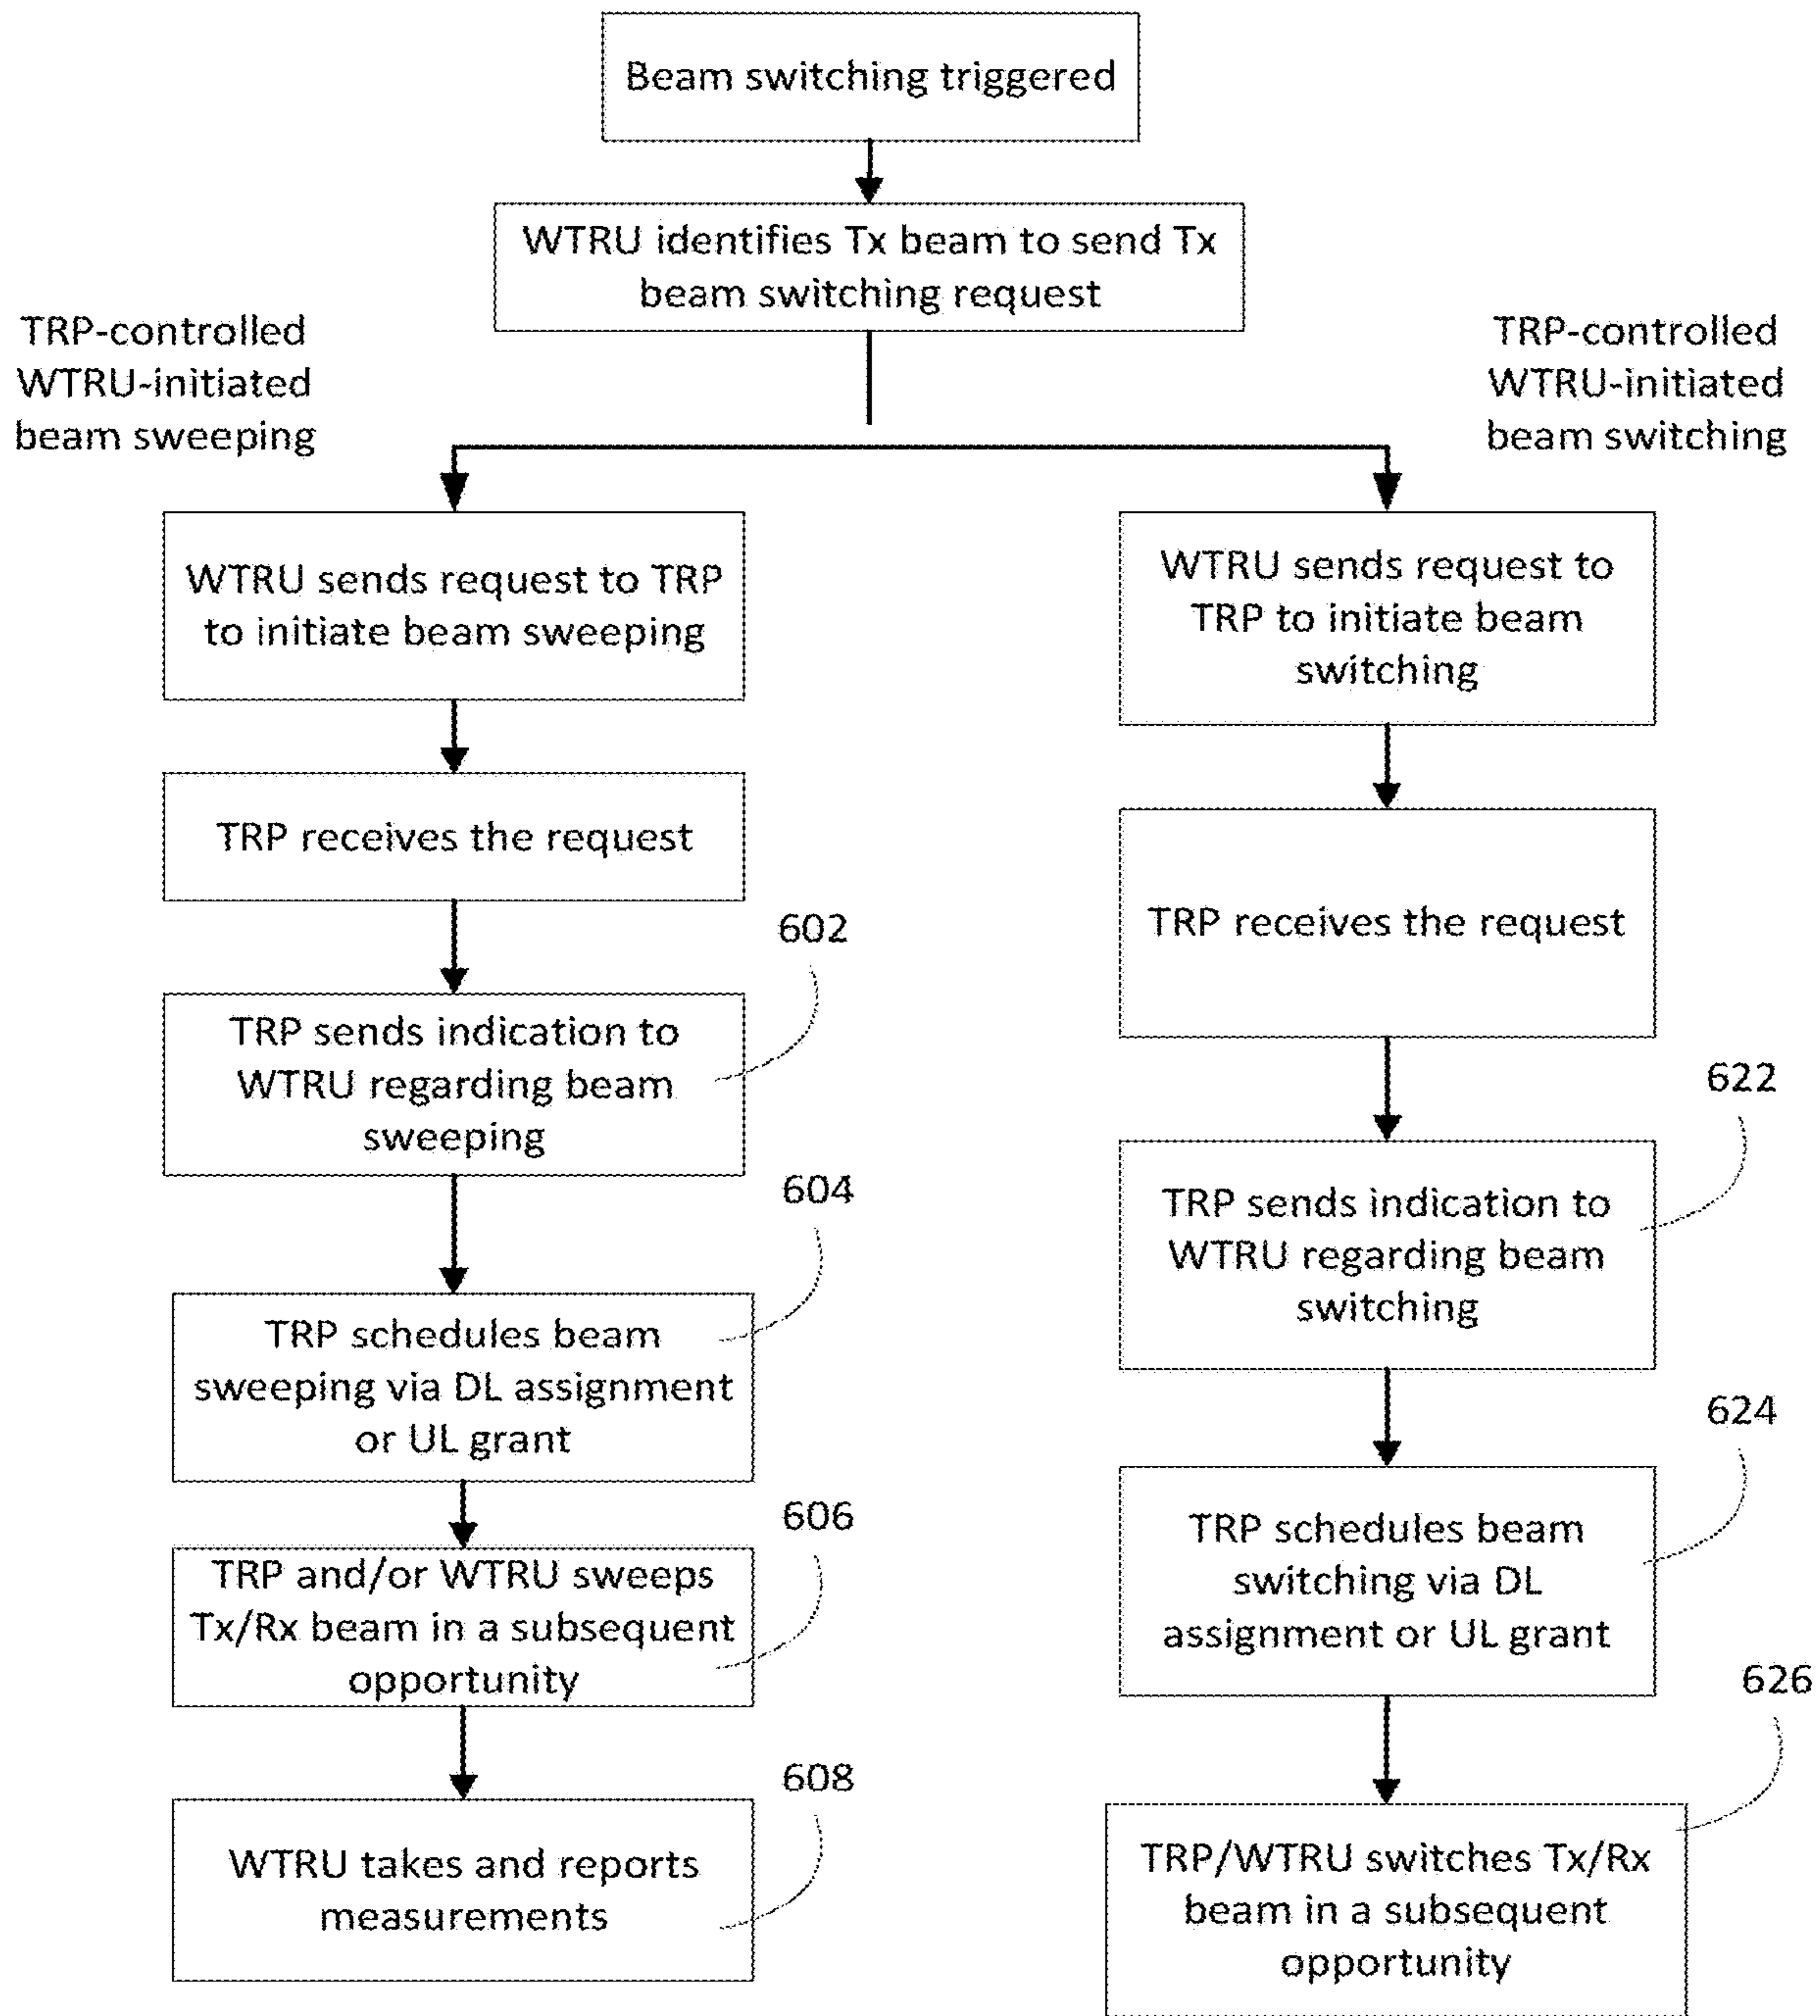 Beam switching triggered
WTRU identifies Tx beam to send Tx
beam switching request
TRP-controlled
WTRU-initiated
beam sweeping
TRP-controlled
WTRU-initiated
beam switching
WTRU sends request to TRP
to initiate beam sweeping
TRP receives the request
602
TRP sends indication to
WTRU regarding beam
sweeping
604
TRP schedules beam
sweeping via DL assignment
or UL grant
606
TRP and/or WTRU sweeps
Tx/Rx beam in a subsequent
opportunity
608
WTRU takes and reports
measurements
WTRU sends request to
TRP to initiate beam
switching
TRP receives the request
622
TRP sends indication to
WTRU regarding beam
switching
624
TRP schedules beam
switching via DL
assignment or UL grant
626
TRP/WTRU switches Tx/Rx
beam in a subsequent
opportunity